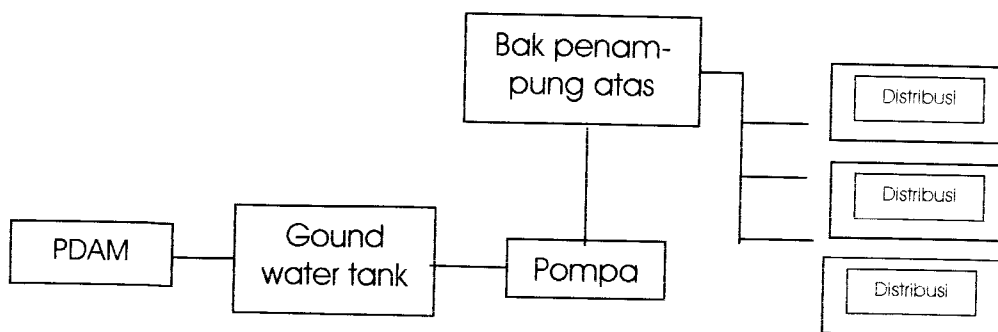 Bak penam-
pung atas
Distribusi
Distribusi
Distribusi
PDAM
Gound
water tank
Pompa